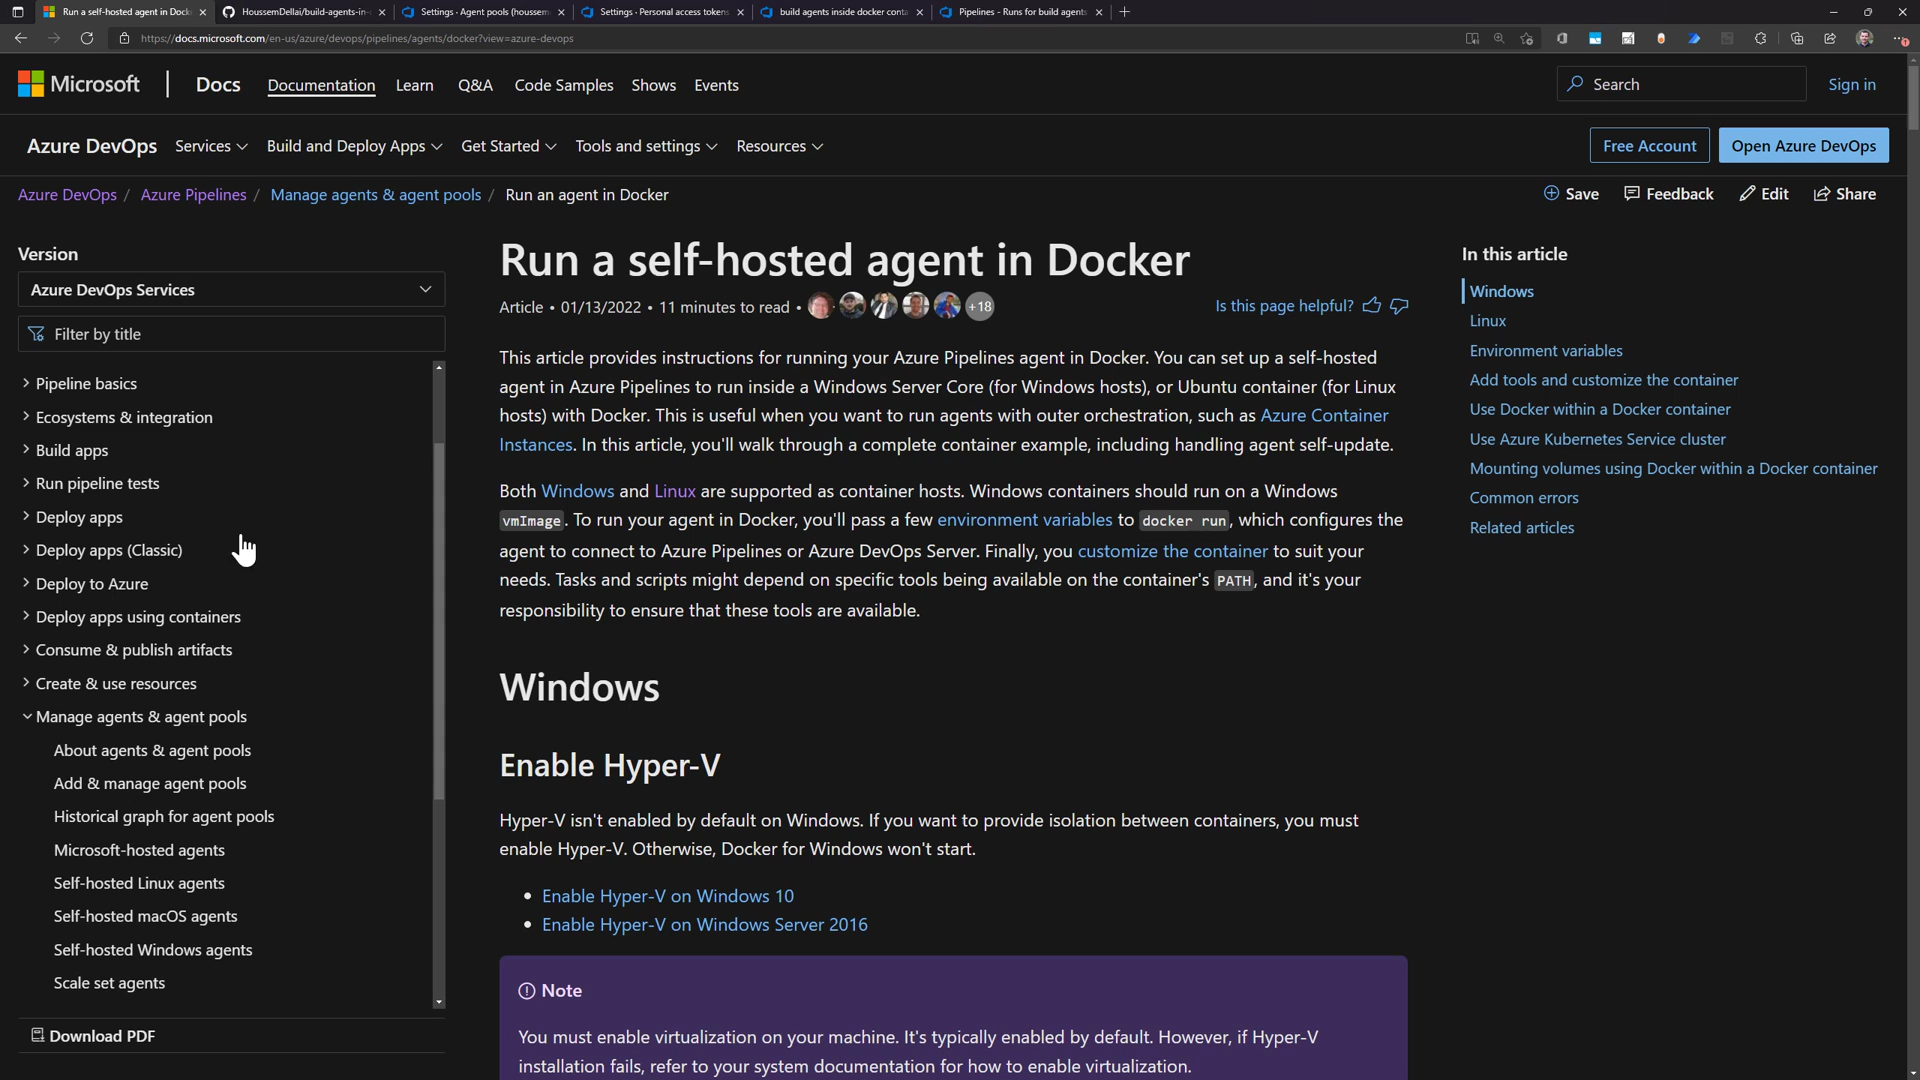 Run a self-hosted agent in Dock
HoussemDellai/build-agents-in-
Settings - Agent pools (houssem
Settings - Personal access tokens
build agents inside docker conta
Pipelines - Runs for build agents
https://docs.microsoft.com/en-us/azure/devops/pipelines/agents/docker?view=azure-devops
Microsoft
Docs
Documentation
Learn
Q&A
Code Samples
Shows
Events
Search
Sign in
Azure DevOps
Services
Build and Deploy Apps
Get Started
Tools and settings
Resources
Free Account
Open Azure DevOps
Azure DevOps / Azure Pipelines / Manage agents & agent pools / Run an agent in Docker
Save
Feedback
Edit
Share
Version
Azure DevOps Services
Filter by title
Pipeline basics
Ecosystems & integration
Build apps
Run pipeline tests
Deploy apps
Deploy apps (Classic)
Deploy to Azure
Deploy apps using containers
Consume & publish artifacts
Create & use resources
Manage agents & agent pools
About agents & agent pools
Add & manage agent pools
Historical graph for agent pools
Microsoft-hosted agents
Self-hosted Linux agents
Self-hosted macOS agents
Self-hosted Windows agents
Scale set agents
Download PDF
Run a self-hosted agent in Docker
Article • 01/13/2022 • 11 minutes to read • +18
Is this page helpful?
This article provides instructions for running your Azure Pipelines agent in Docker. You can set up a self-hosted
agent in Azure Pipelines to run inside a Windows Server Core (for Windows hosts), or Ubuntu container (for Linux
hosts) with Docker. This is useful when you want to run agents with outer orchestration, such as Azure Container
Instances. In this article, you'll walk through a complete container example, including handling agent self-update.
Both Windows and Linux are supported as container hosts. Windows containers should run on a Windows
vmImage. To run your agent in Docker, you'll pass a few environment variables to docker run, which configures the
agent to connect to Azure Pipelines or Azure DevOps Server. Finally, you customize the container to suit your
needs. Tasks and scripts might depend on specific tools being available on the container's PATH, and it's your
responsibility to ensure that these tools are available.
Windows
Enable Hyper-V
Hyper-V isn't enabled by default on Windows. If you want to provide isolation between containers, you must
enable Hyper-V. Otherwise, Docker for Windows won't start.
• Enable Hyper-V on Windows 10
• Enable Hyper-V on Windows Server 2016
Note
You must enable virtualization on your machine. It's typically enabled by default. However, if Hyper-V
installation fails, refer to your system documentation for how to enable virtualization.
In this article
Windows
Linux
Environment variables
Add tools and customize the container
Use Docker within a Docker container
Use Azure Kubernetes Service cluster
Mounting volumes using Docker within a Docker container
Common errors
Related articles